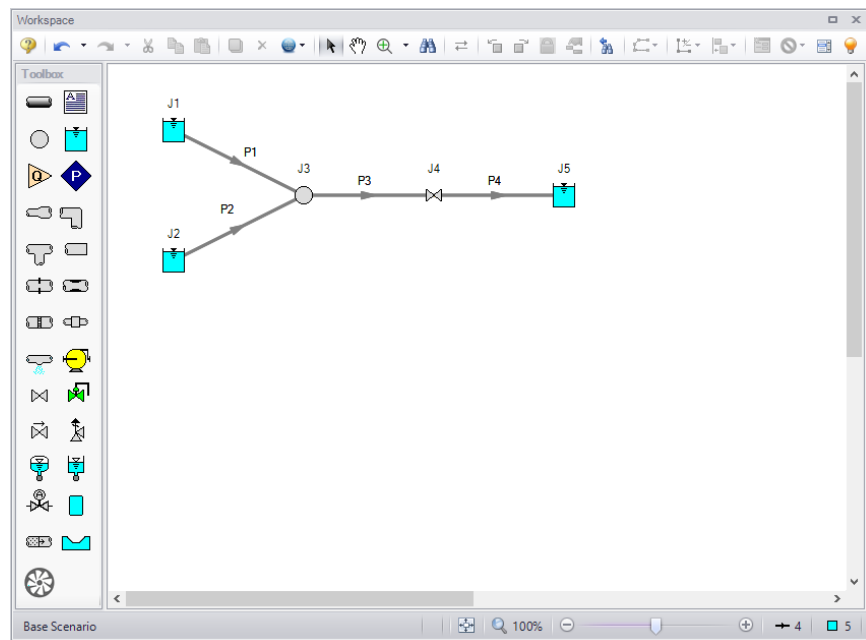 Workspace
Toolbox
A
Q
P
J1
P1
J3
J4
J5
P3
P4
P2
J2
Base Scenario
100%
4
5